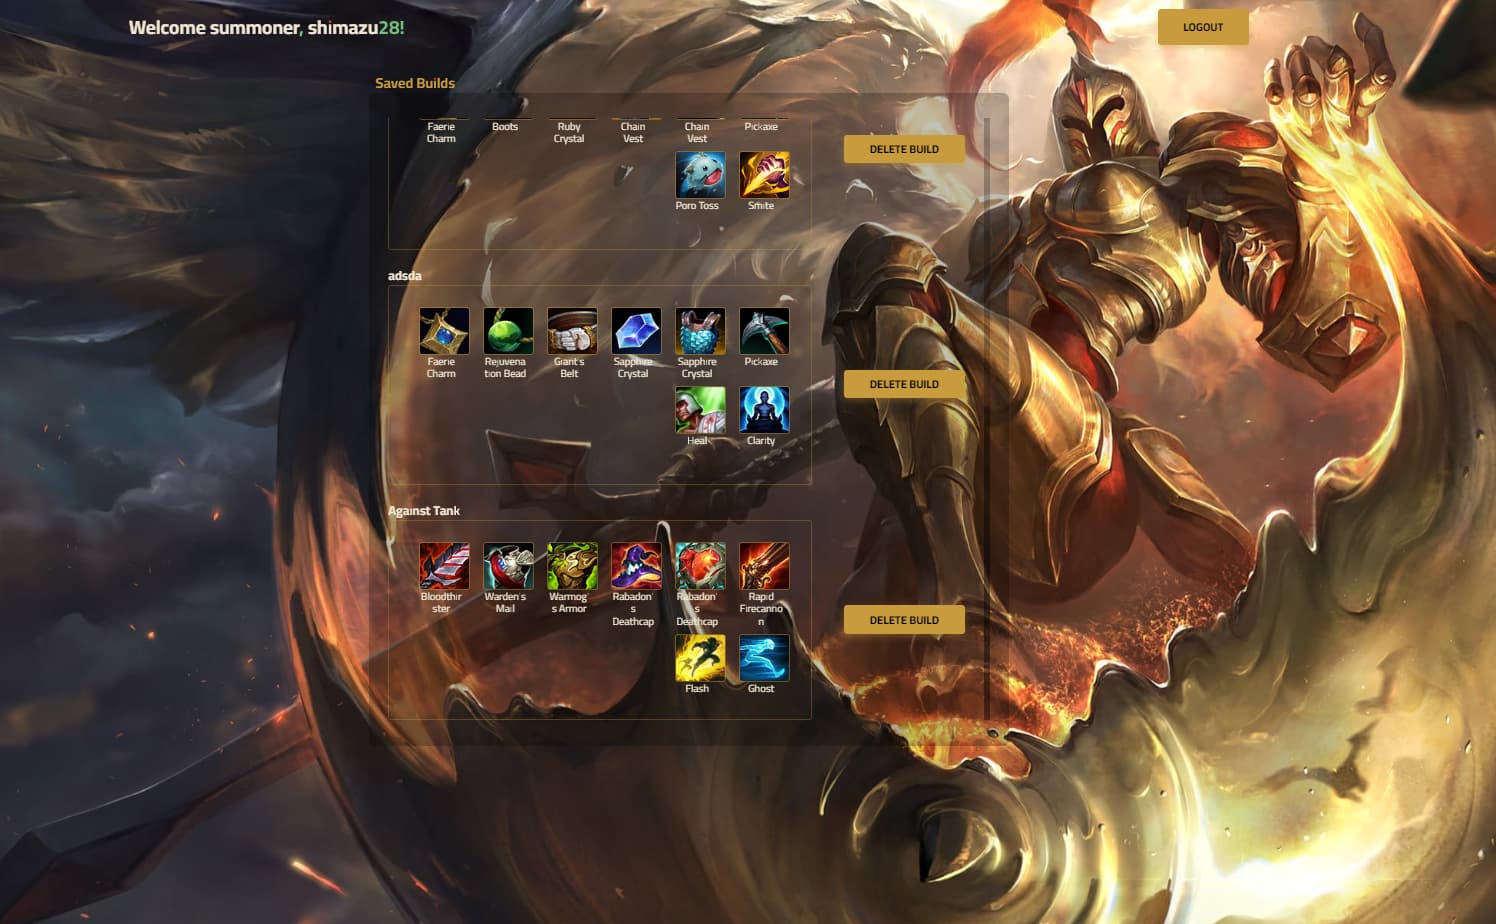 Welcome summoner, shimazu28!
LOGOUT
Saved Builds
Faerie Boots Ruby Chain Chain Pickaxe
Charm Crystal Vest Vest
DELETE BUILD
Poro Toss Smite
adsda
Faerie Rejuvena Giant's Sapphire Sapphire Pickaxe
Charm tion Bead Belt Crystal Crystal
DELETE BUILD
Heal Clarity
Against Tank
Bloodthir Warden's Warmog' Rabadon' Rabadon' Rapid
ster Mail s Armor s s Firecanno
Deathcap Deathcap n
DELETE BUILD
Flash Ghost